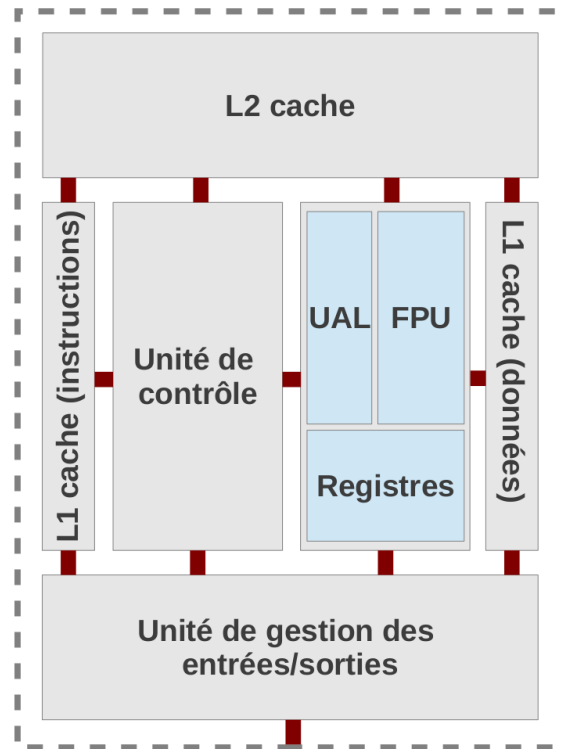 L2 cache
L1 cache (instructions)
Unité de
contrôle
UAL
FPU
Registres
L1 cache (données)
Unité de gestion des
entrées/sorties